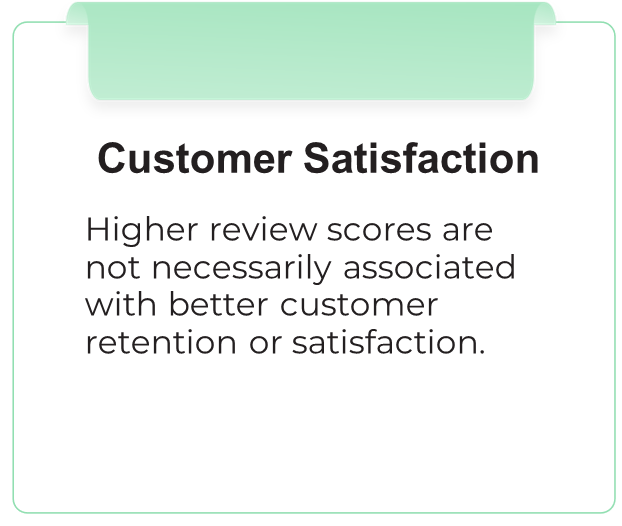 Customer Satisfaction
Higher review scores are
not necessarily associated
with better customer
retention or satisfaction.